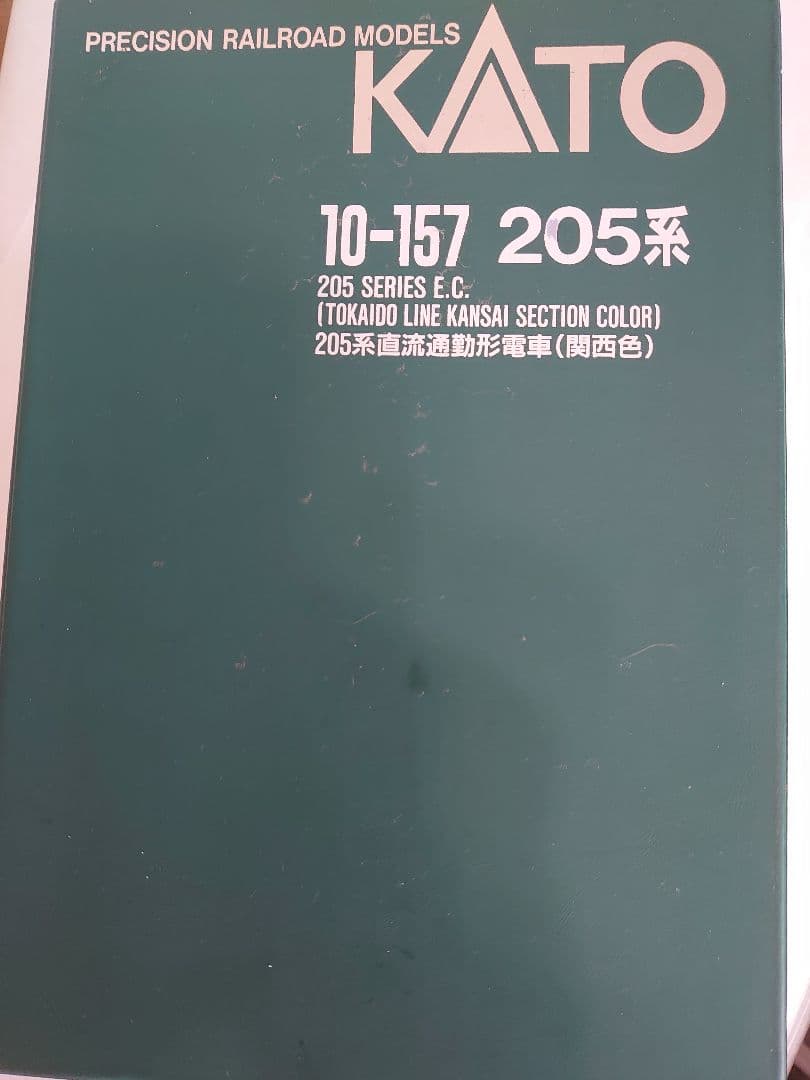 PRECISION RAILROAD MODELS
KATO
10-157 205系
205 SERIES E.C.
(TOKAIDO LINE KANSAI SECTION COLOR)
205系直流通勤形電車(関西色)